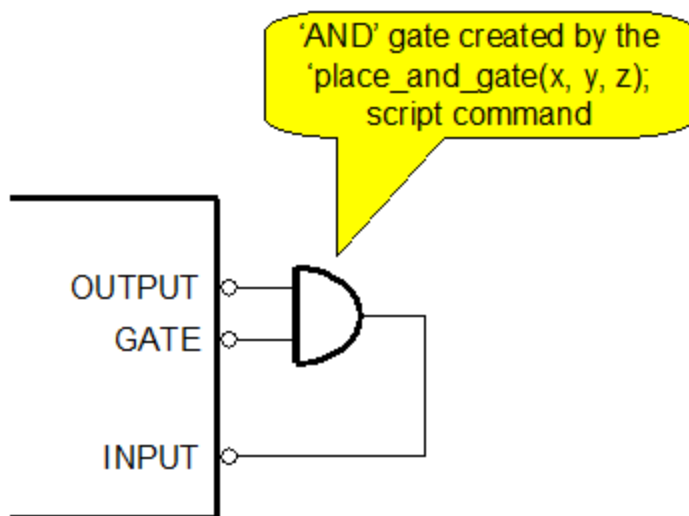 ‘AND’ gate created by the
‘place_and_gate(x, y, z);
script command
OUTPUT
GATE
INPUT